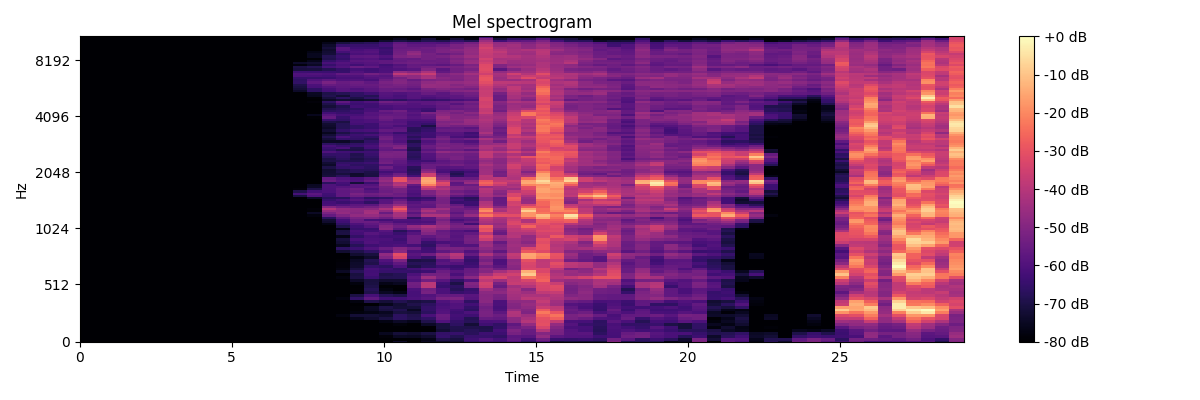 Mel spectrogram
Hz
8192
4096
2048
1024
512
0
0 5 10 15 20 25
Time
+0 dB
-10 dB
-20 dB
-30 dB
-40 dB
-50 dB
-60 dB
-70 dB
-80 dB